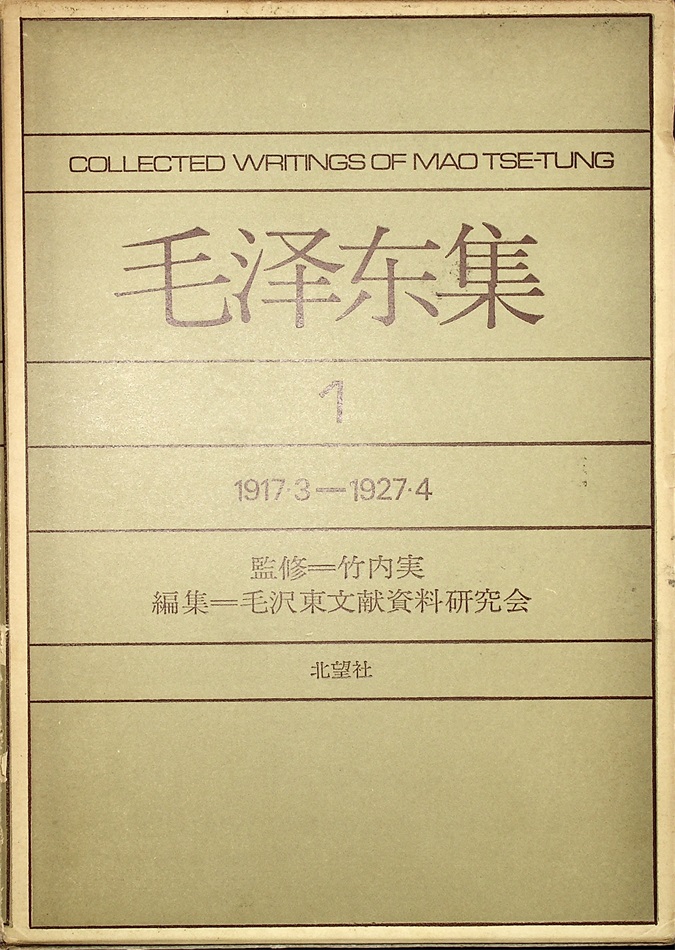 COLLECTED WRITINGS OF MAO TSE-TUNG
毛泽东集
1
1917·3—1927·4
監修＝竹内実
編集＝毛沢東文献資料研究会
北望社